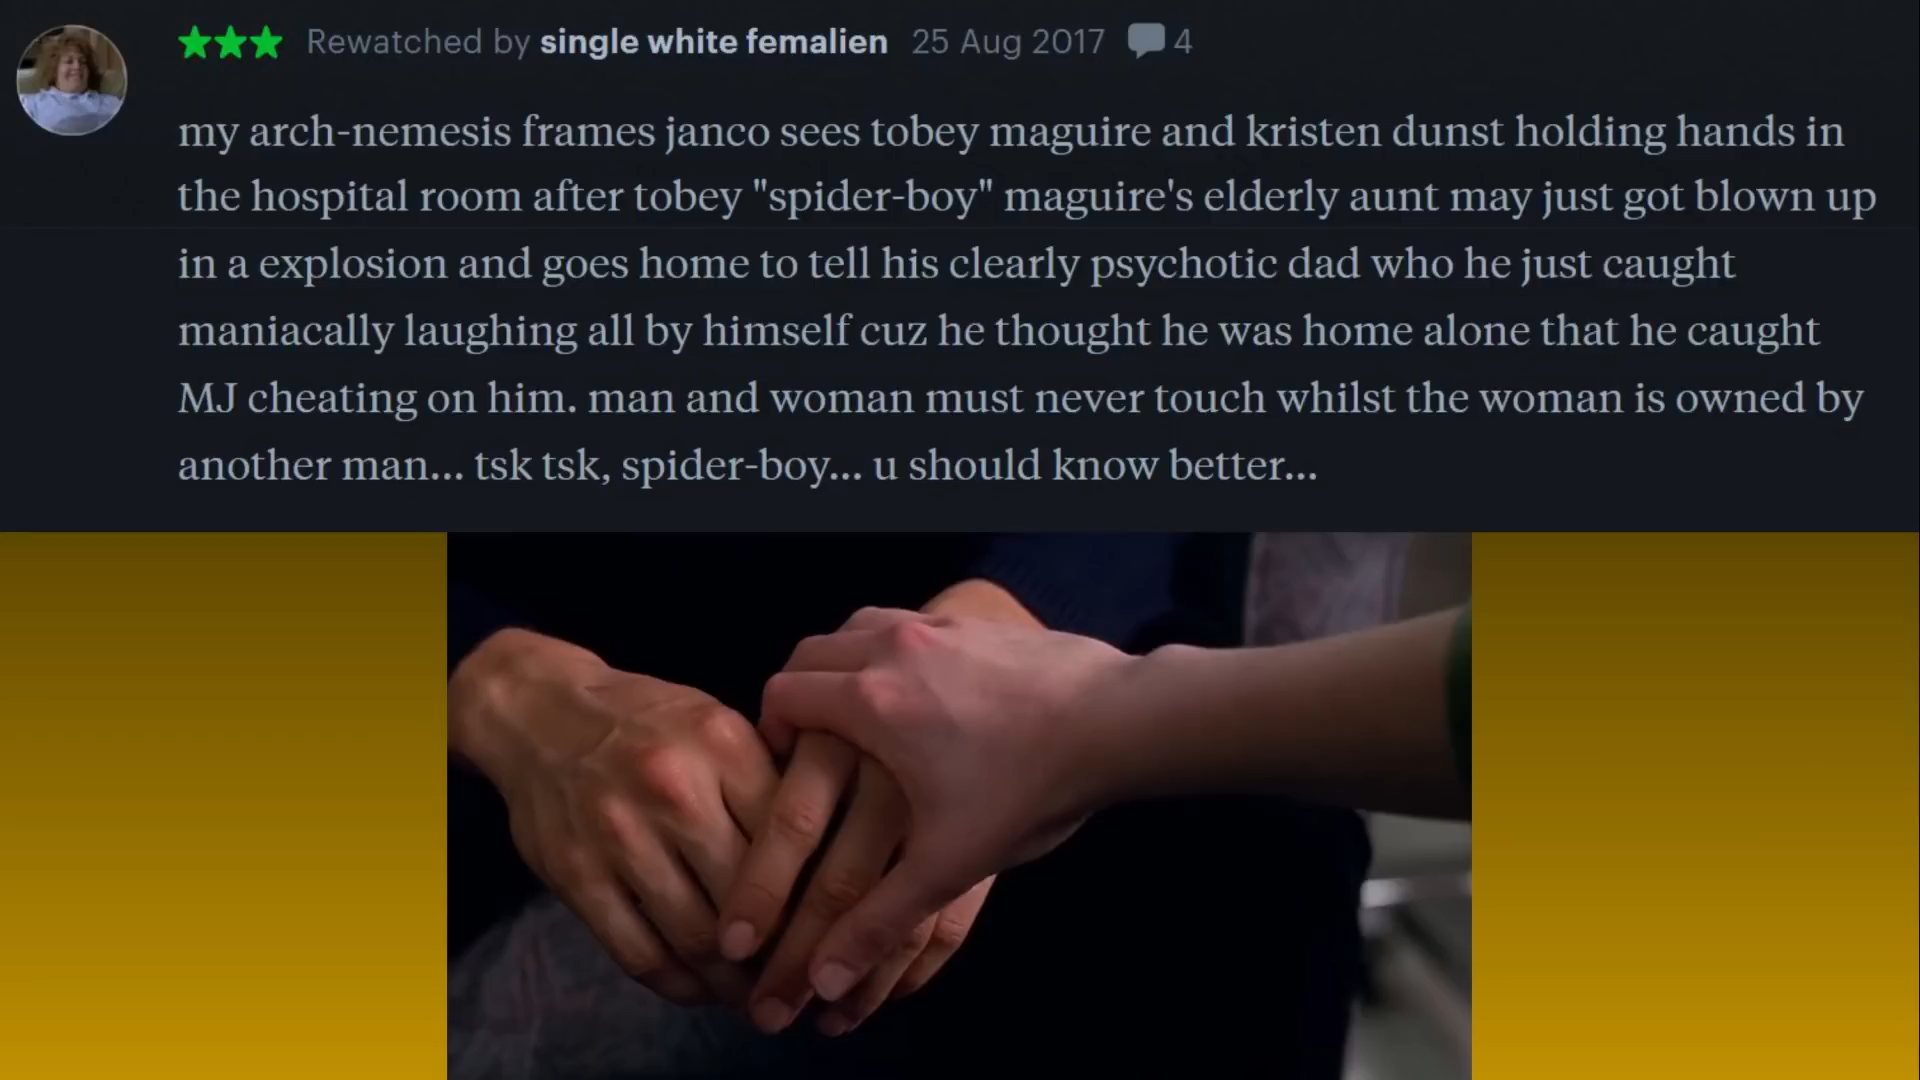 ★★★ Rewatched by single white femalien 25 Aug 2017 4
my arch-nemesis frames janco sees tobey maguire and kristen dunst holding hands in
the hospital room after tobey "spider-boy" maguire's elderly aunt may just got blown up
in a explosion and goes home to tell his clearly psychotic dad who he just caught
maniacally laughing all by himself cuz he thought he was home alone that he caught
MJ cheating on him. man and woman must never touch whilst the woman is owned by
another man... tsk tsk, spider-boy... u should know better...